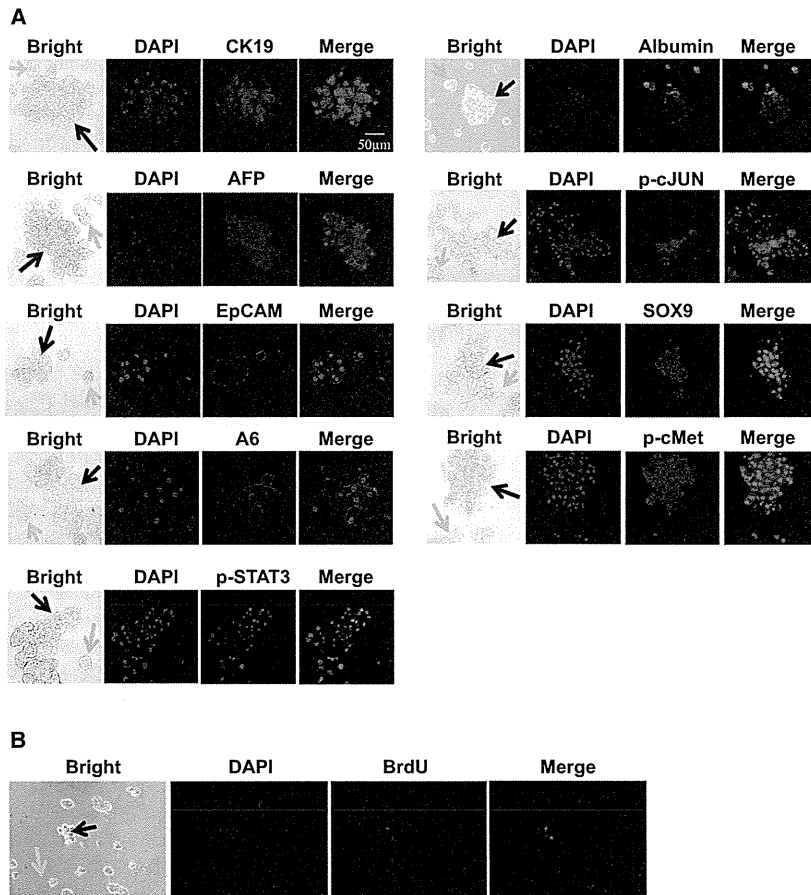 A
Bright DAPI CK19 Merge
50µm
Bright DAPI Albumin Merge
Bright DAPI AFP Merge
Bright DAPI p-cJUN Merge
Bright DAPI EpCAM Merge
Bright DAPI SOX9 Merge
Bright DAPI A6 Merge
Bright DAPI p-cMet Merge
Bright DAPI p-STAT3 Merge
B
Bright DAPI BrdU Merge